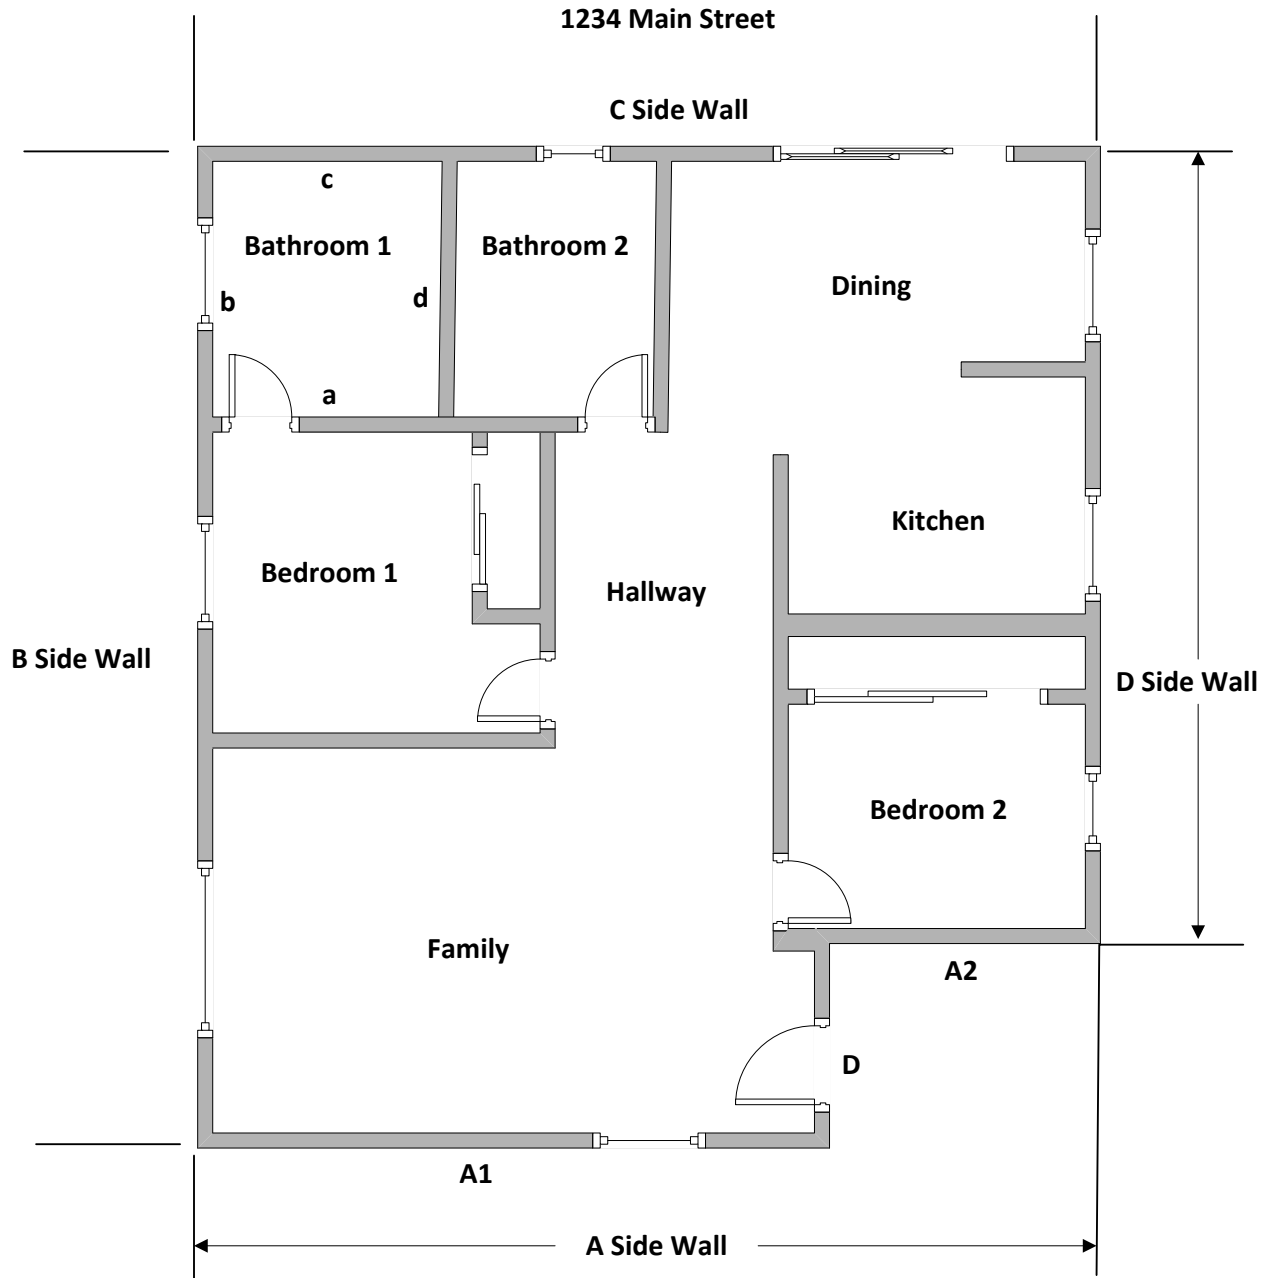 1234 Main Street
C Side Wall
c
Bathroom 1
Bathroom 2
Dining
b
d
a
Kitchen
Bedroom 1
Hallway
B Side Wall
D Side Wall
Bedroom 2
Family
A2
D
A1
A Side Wall